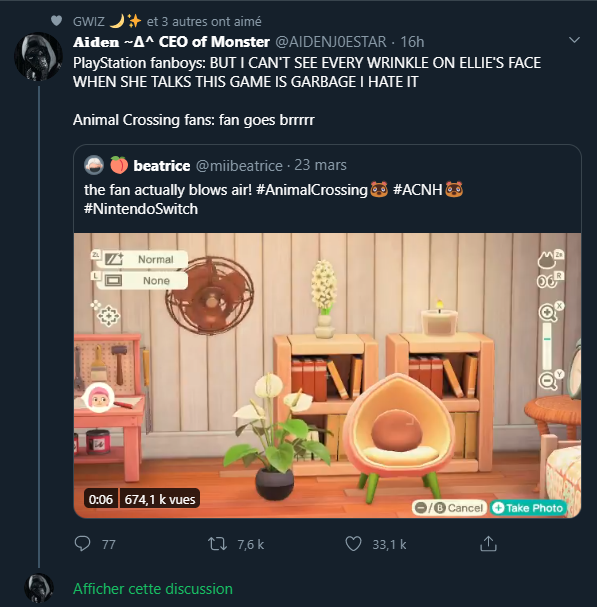 GWIZ 🌙✨ et 3 autres ont aimé
Aiden ~Δ^ CEO of Monster @AIDENJ0ESTAR · 16h
PlayStation fanboys: BUT I CAN'T SEE EVERY WRINKLE ON ELLIE'S FACE
WHEN SHE TALKS THIS GAME IS GARBAGE I HATE IT
Animal Crossing fans: fan goes brrrrr
🍑 beatrice @miibeatrice · 23 mars
the fan actually blows air! #AnimalCrossing🦝 #ACNH🦝
#NintendoSwitch
ZL Normal
L None
ZR
R
X
Y
0:06 674,1 k vues
−/B Cancel + Take Photo
77 7,6 k 33,1 k
Afficher cette discussion